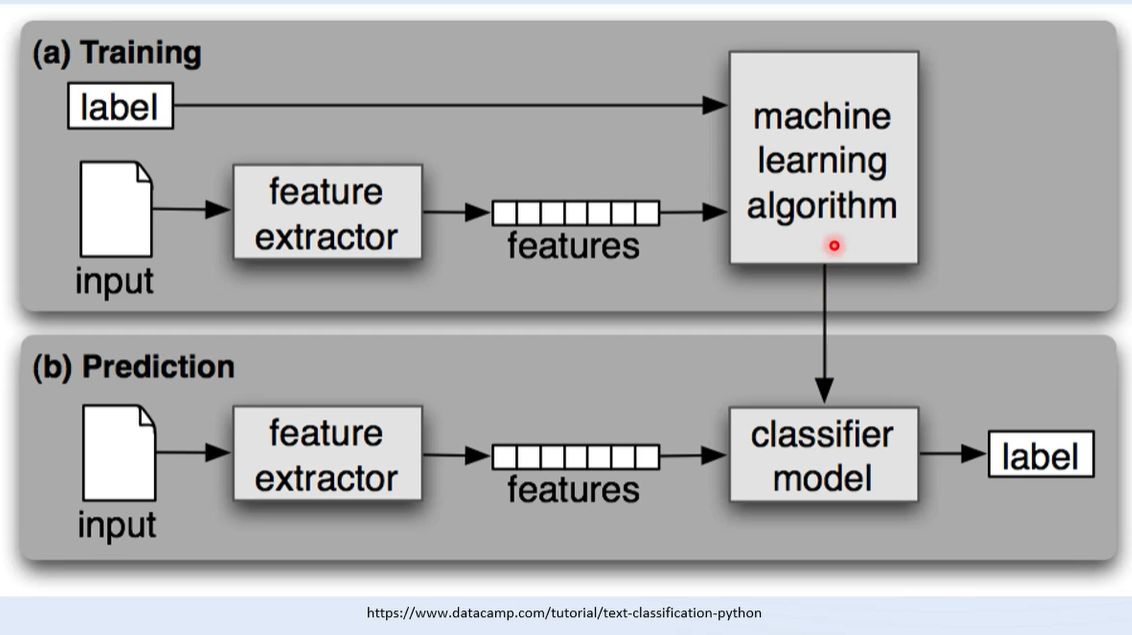 (a) Training
label
machine
learning
algorithm
feature
extractor
features
input
(b) Prediction
feature
extractor
features
classifier
model
label
input
https://www.datacamp.com/tutorial/text-classification-python